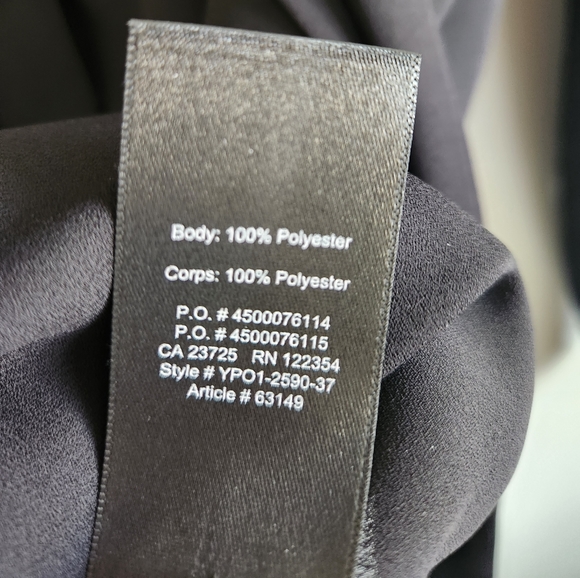 Body: 100% Polyester
Corps: 100% Polyester
P.O. # 4500076114
P.O. # 4500076115
CA 23725 RN 122354
Style # YPO1-2590-37
Article # 63149